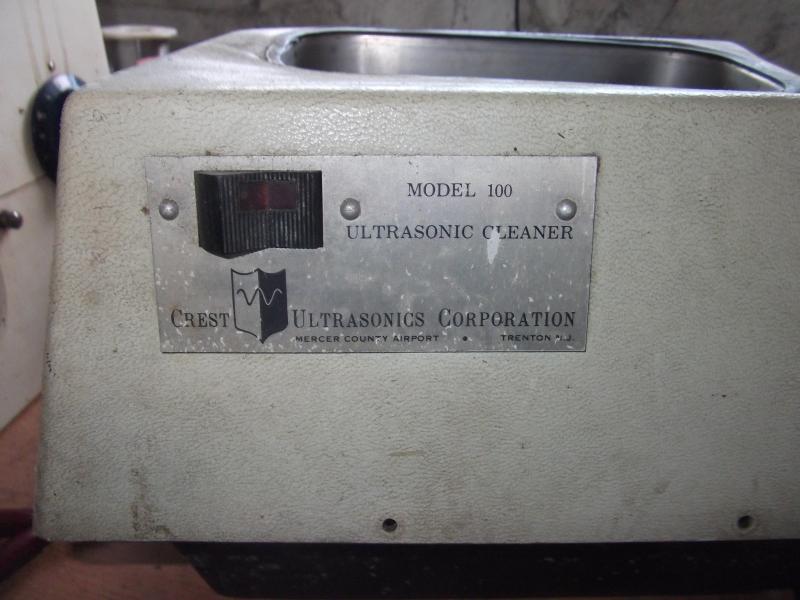 MODEL 100
ULTRASONIC CLEANER
CREST ULTRASONICS CORPORATION
MERCER COUNTY AIRPORT • TRENTON N.J.